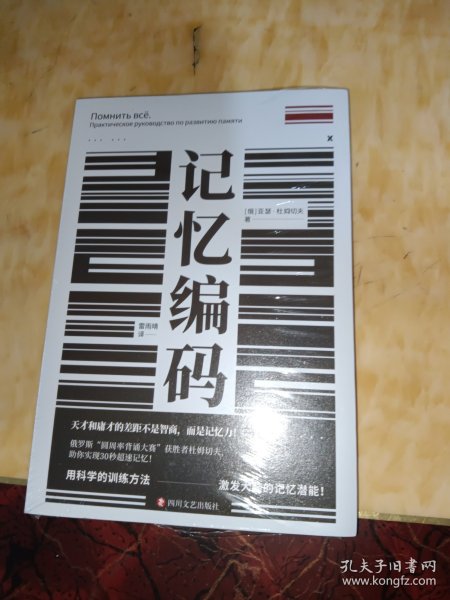 Помнить всё.
Практическое руководство по развитию памяти
x
记忆编码
[俄]亚瑟·杜姆切夫
著
雷雨晴
译
天才和庸才的差距不是智商，而是记忆力！
俄罗斯“圆周率背诵大赛”获胜者杜姆切夫
助你实现30秒超速记忆！
用科学的训练方法
激发大脑的记忆潜能！
四川文艺出版社
孔夫子旧书网
www.kongfz.com